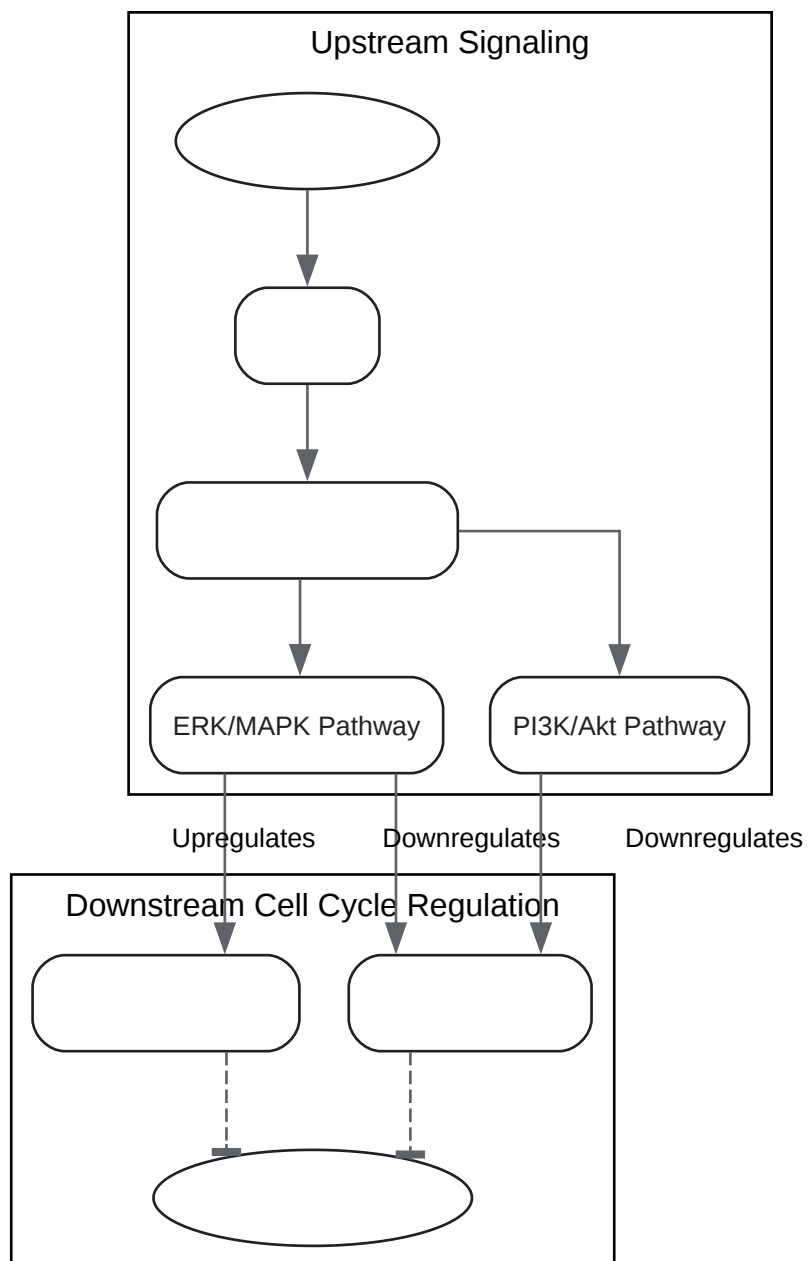 Upstream Signaling
ERK/MAPK Pathway
PI3K/Akt Pathway
Upregulates
Downregulates
Downregulates
Downstream Cell Cycle Regulation